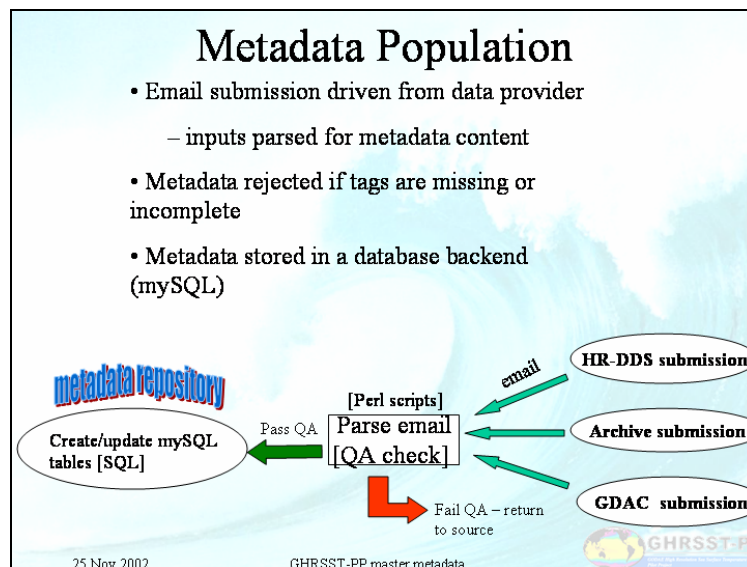 Metadata Population
• Email submission driven from data provider
– inputs parsed for metadata content
• Metadata rejected if tags are missing or
incomplete
• Metadata stored in a database backend
(mySQL)
metadata repository
Create/update mySQL
tables [SQL]
Pass QA
[Perl scripts]
Parse email
[QA check]
email
HR-DDS submission
Archive submission
GDAC submission
Fail QA – return
to source
25 Nov 2002
GHRSST-PP master metadata
GHRSST-P